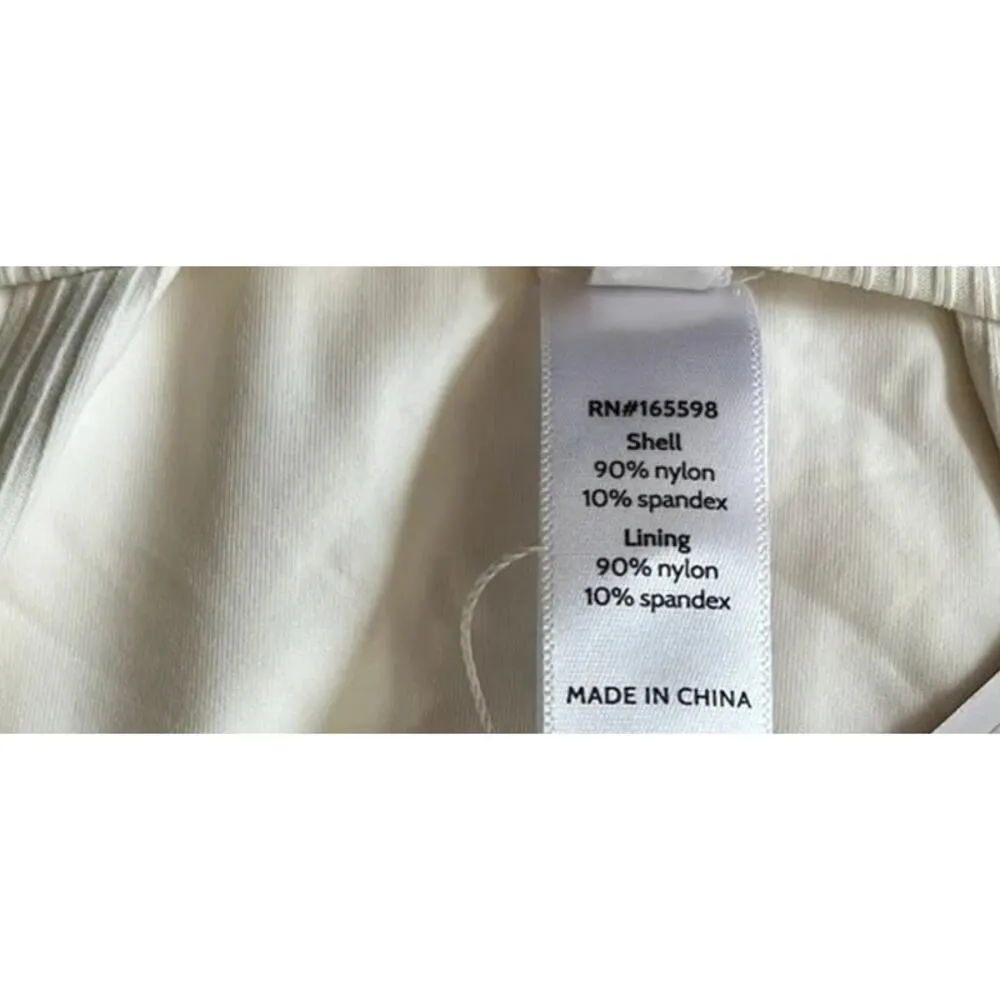 RN#165598
Shell
90% nylon
10% spandex
Lining
90% nylon
10% spandex
MADE IN CHINA